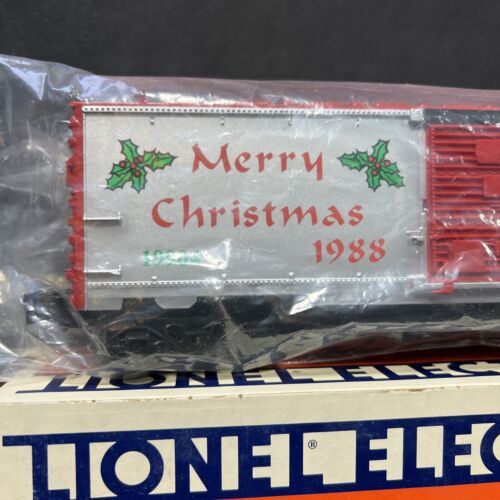 Merry
Christmas
1988
LIONEL ELEC
LIONEL® ELEC